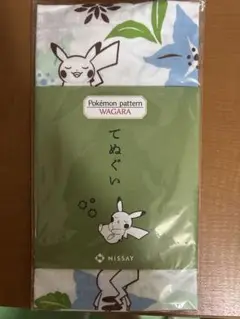 Pokémon pattern
WAGARA
てぬぐい
NISSAY